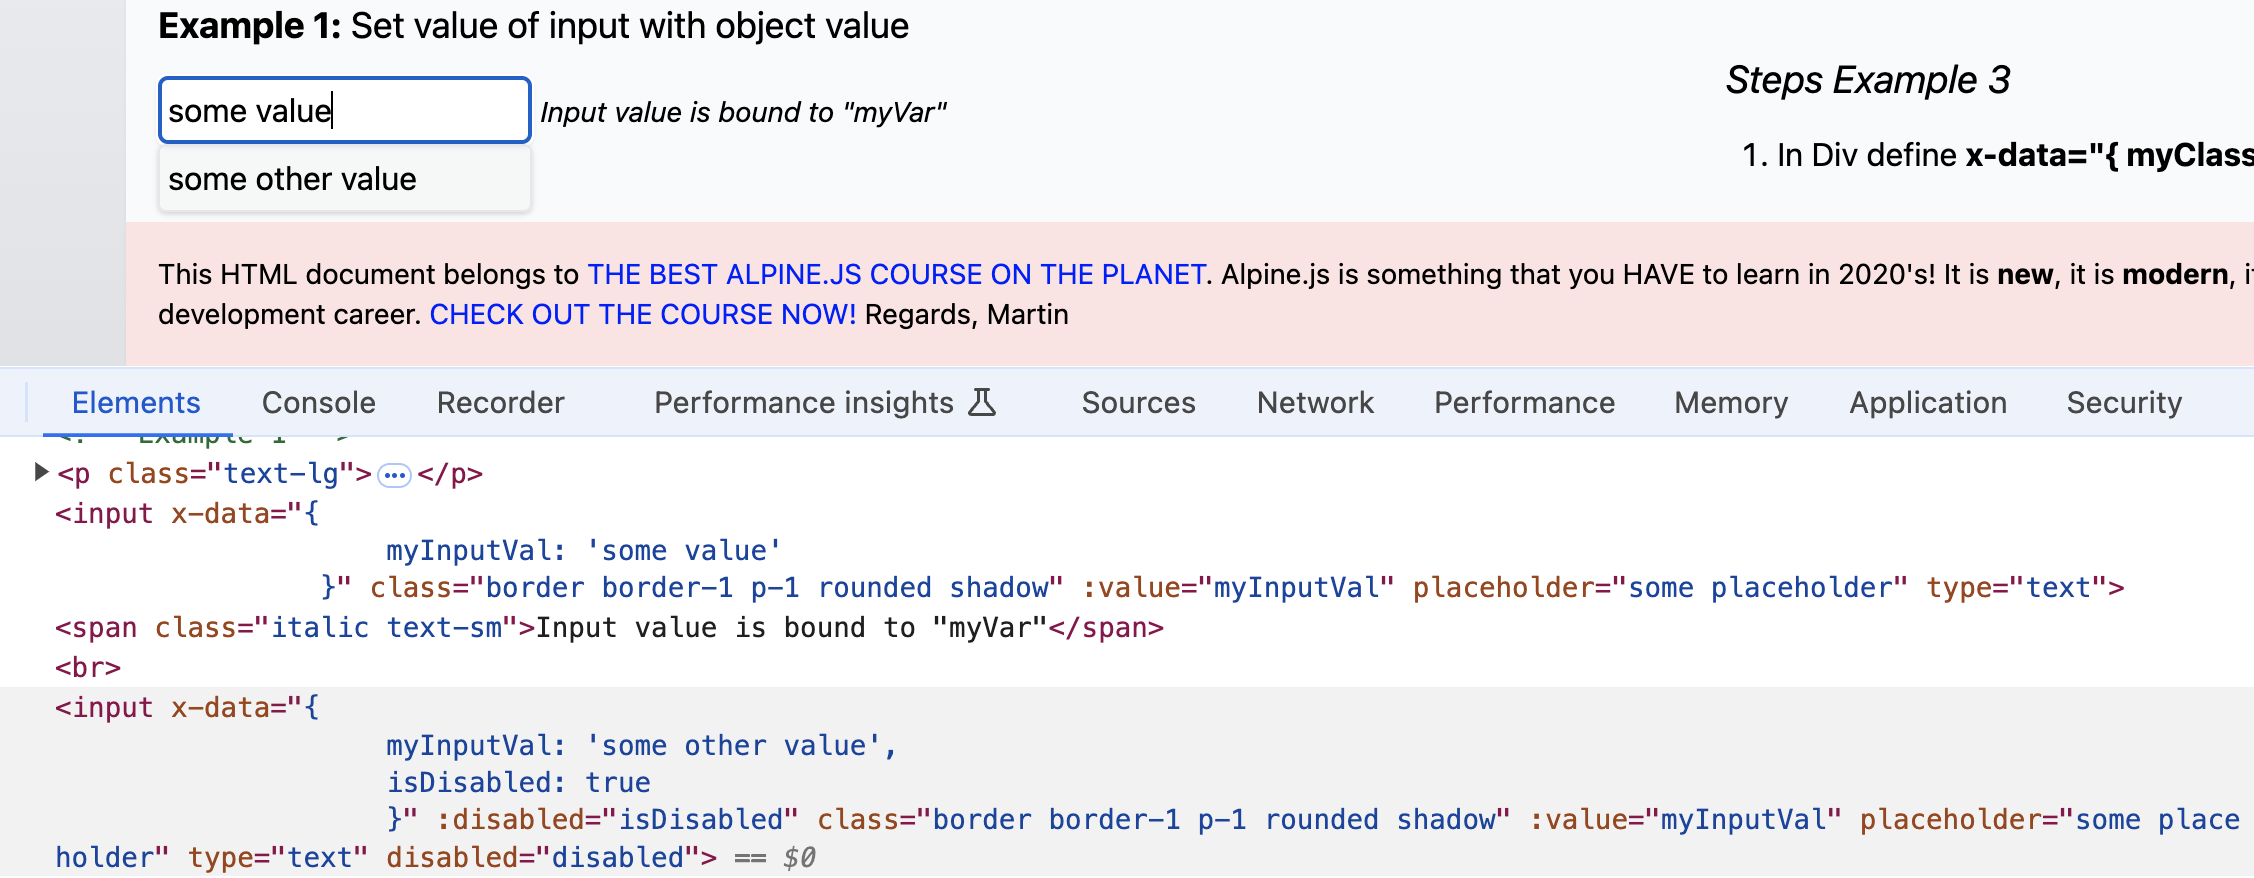 Example 1: Set value of input with object value
some value
Input value is bound to "myVar"
some other value
Steps Example 3
1. In Div define x-data="{ myClass
This HTML document belongs to THE BEST ALPINE.JS COURSE ON THE PLANET. Alpine.js is something that you HAVE to learn in 2020's! It is new, it is modern,
development career. CHECK OUT THE COURSE NOW! Regards, Martin
Elements Console Recorder Performance insights Sources Network Performance Memory Application Security
Example 1
<p class="text-lg">…</p>
<input x-data="{
myInputVal: 'some value'
}" class="border border-1 p-1 rounded shadow" :value="myInputVal" placeholder="some placeholder" type="text">
<span class="italic text-sm">Input value is bound to "myVar"</span>
<br>
<input x-data="{
myInputVal: 'some other value',
isDisabled: true
}" :disabled="isDisabled" class="border border-1 p-1 rounded shadow" :value="myInputVal" placeholder="some place
holder" type="text" disabled="disabled"> == $0